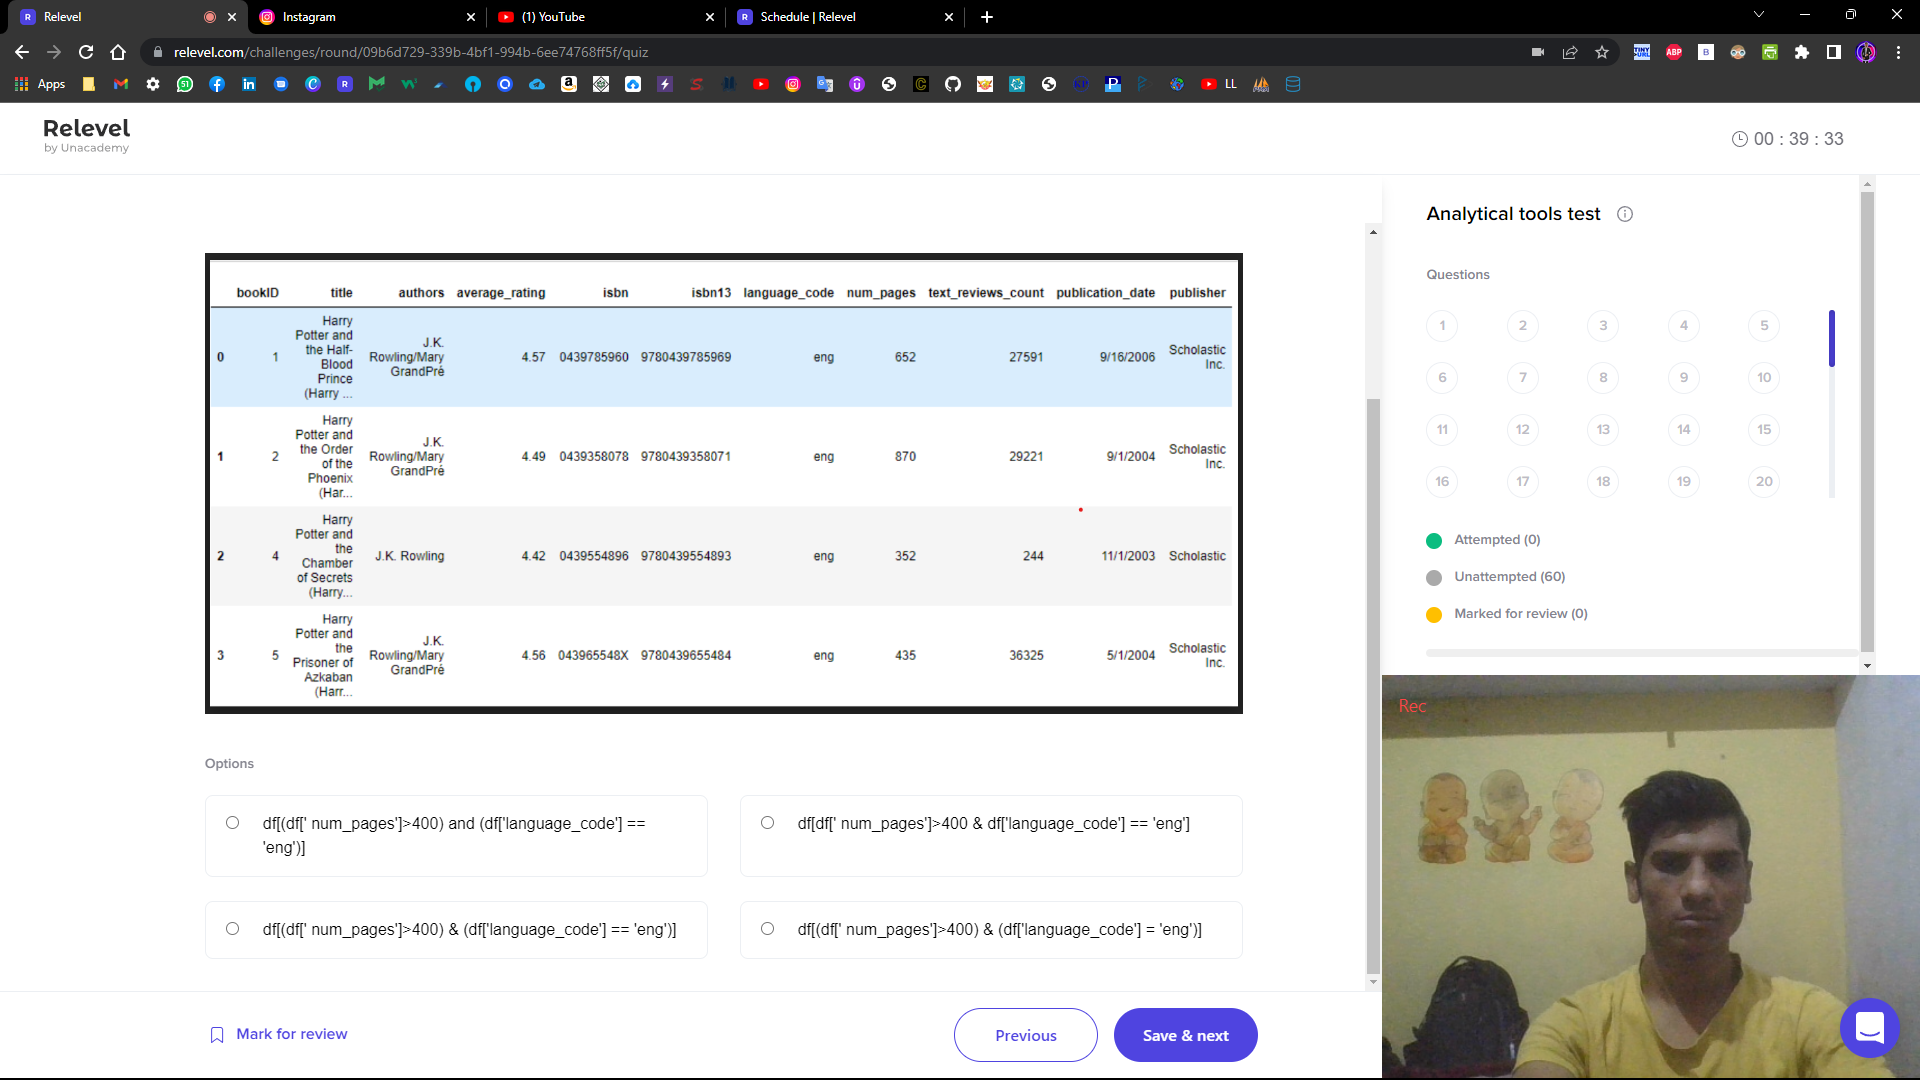 Relevel
Instagram
(1) YouTube
Schedule | Relevel
relevel.com/challenges/round/09b6d729-339b-4bf1-994b-6ee74768ff5f/quiz
Apps
LL
Relevel
by Unacademy
00 : 39 : 33
bookID title authors average_rating isbn isbn13 language_code num_pages text_reviews_count publication_date publisher
0 1 Harry Potter and the Half-Blood Prince (Harry ... J.K. Rowling/Mary GrandPré 4.57 0439785960 9780439785969 eng 652 27591 9/16/2006 Scholastic Inc.
1 2 Harry Potter and the Order of the Phoenix (Har... J.K. Rowling/Mary GrandPré 4.49 0439358078 9780439358071 eng 870 29221 9/1/2004 Scholastic Inc.
2 4 Harry Potter and the Chamber of Secrets (Harry... J.K. Rowling 4.42 0439554896 9780439554893 eng 352 244 11/1/2003 Scholastic
3 5 Harry Potter and the Prisoner of Azkaban (Harr... J.K. Rowling/Mary GrandPré 4.56 043965548X 9780439655484 eng 435 36325 5/1/2004 Scholastic Inc.
Options
df[(df[' num_pages']>400) and (df['language_code'] ==
'eng')]
df[df[' num_pages']>400 & df['language_code'] == 'eng']
df[(df[' num_pages']>400) & (df['language_code'] == 'eng')]
df[(df[' num_pages']>400) & (df['language_code'] = 'eng')]
Mark for review
Previous
Save & next
Analytical tools test
Questions
1 2 3 4 5
6 7 8 9 10
11 12 13 14 15
16 17 18 19 20
Attempted (0)
Unattempted (60)
Marked for review (0)
Rec